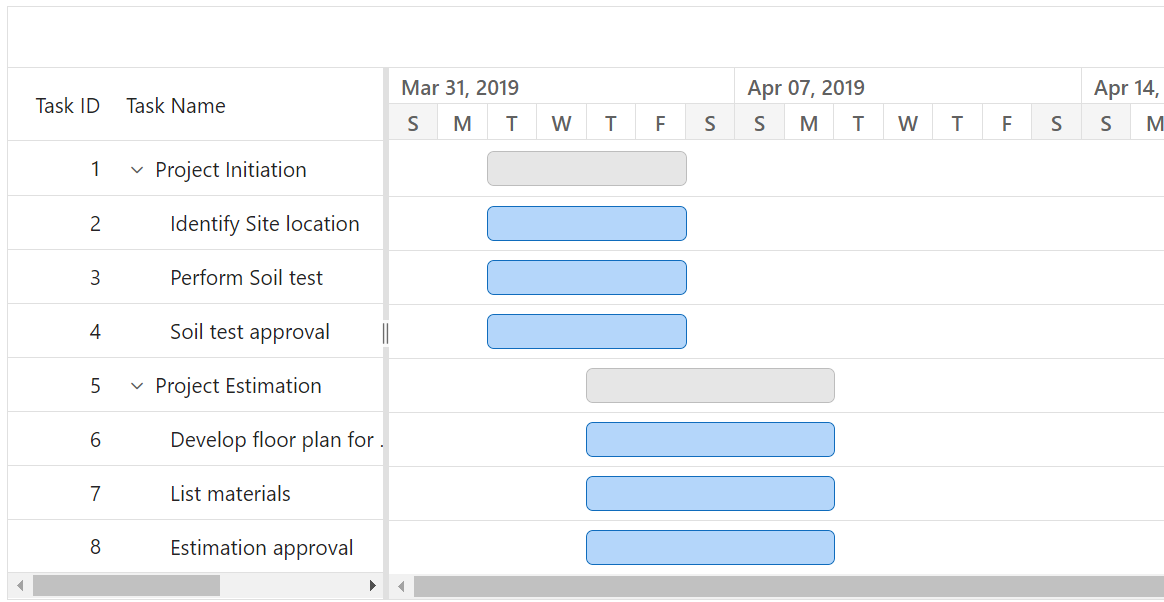 Mar 31, 2019 Apr 07, 2019 Apr 14,
Task ID Task Name
S M T W T F S S M T W T F S S M
1 Project Initiation
2 Identify Site location
3 Perform Soil test
4 Soil test approval
5 Project Estimation
6 Develop floor plan for .
7 List materials
8 Estimation approval